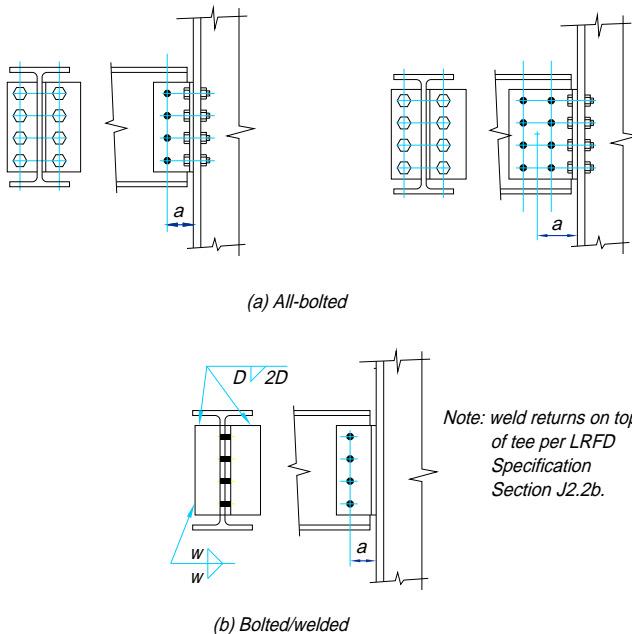 a
a
(a) All-bolted
D 2D
Note: weld returns on top
of tee per LRFD
Specification
Section J2.2b.
a
w
w
(b) Bolted/welded